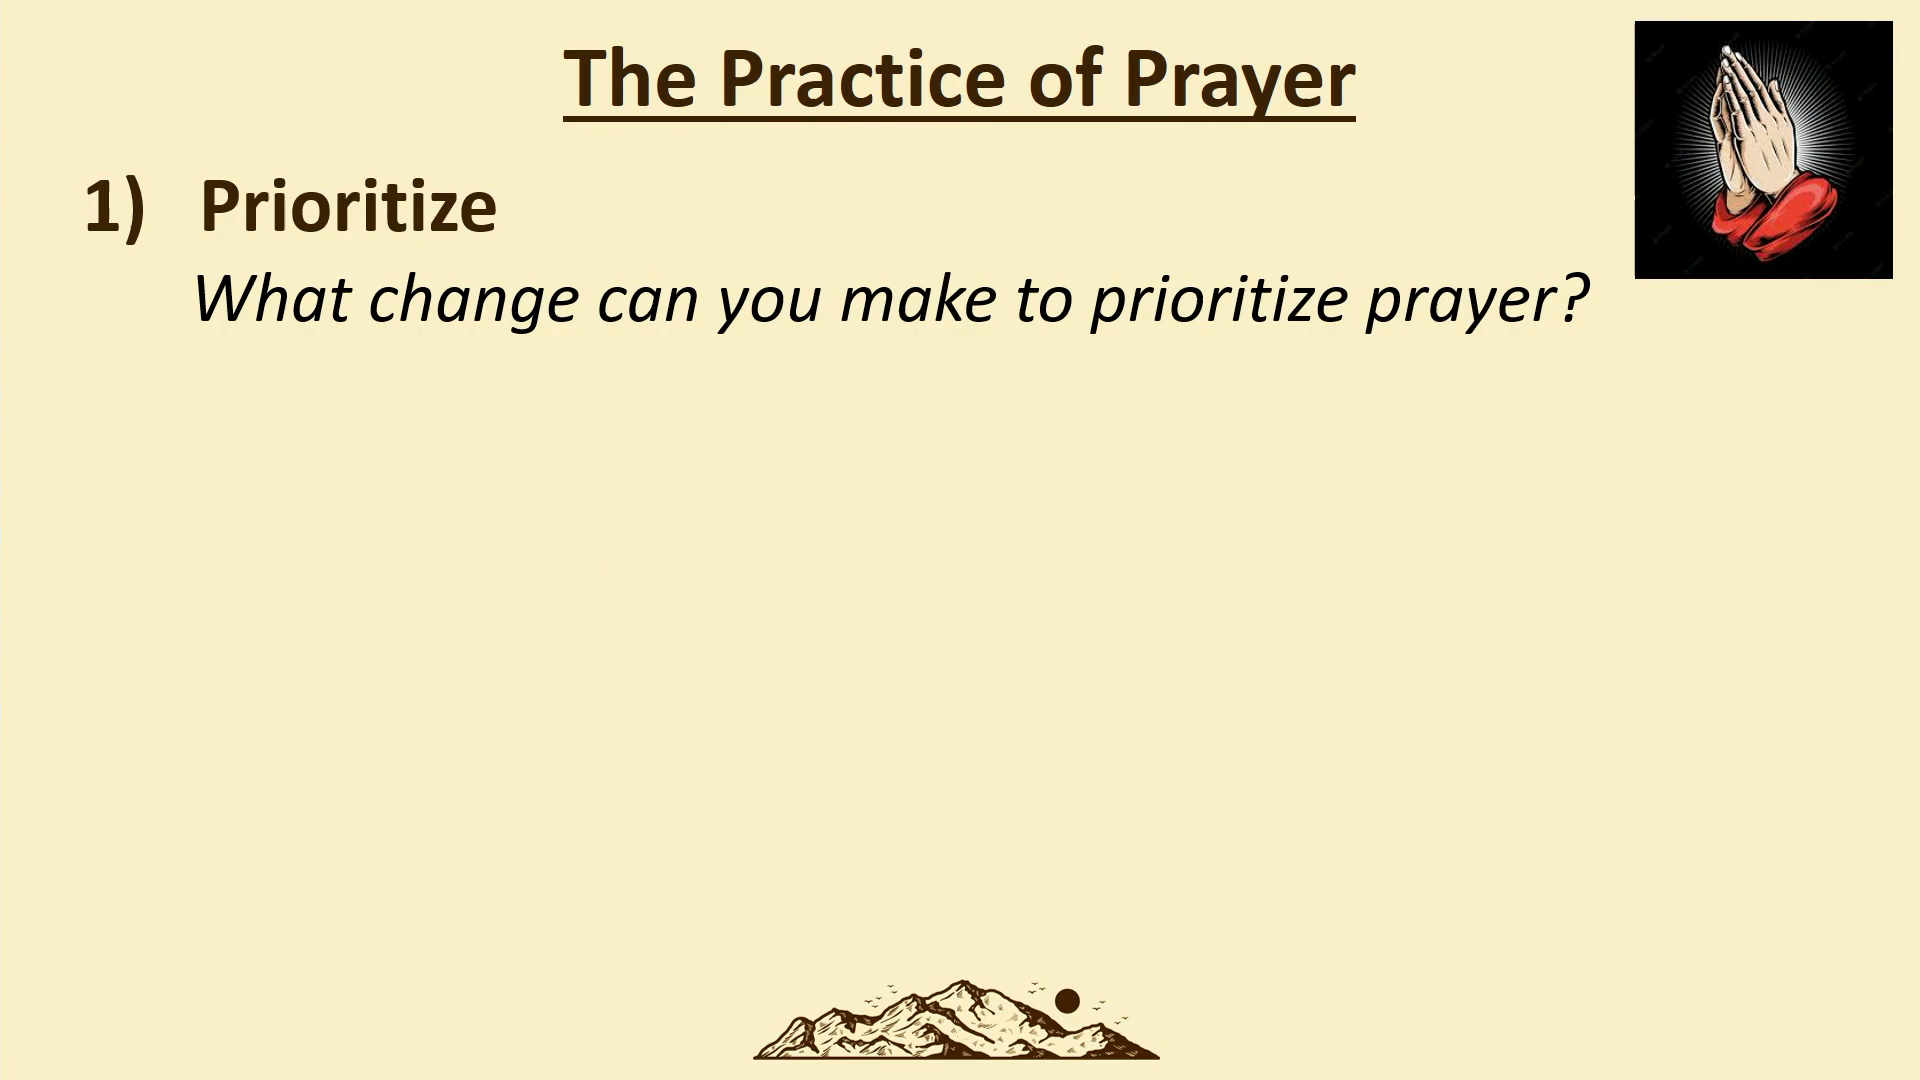 The Practice of Prayer
1) Prioritize
What change can you make to prioritize prayer?